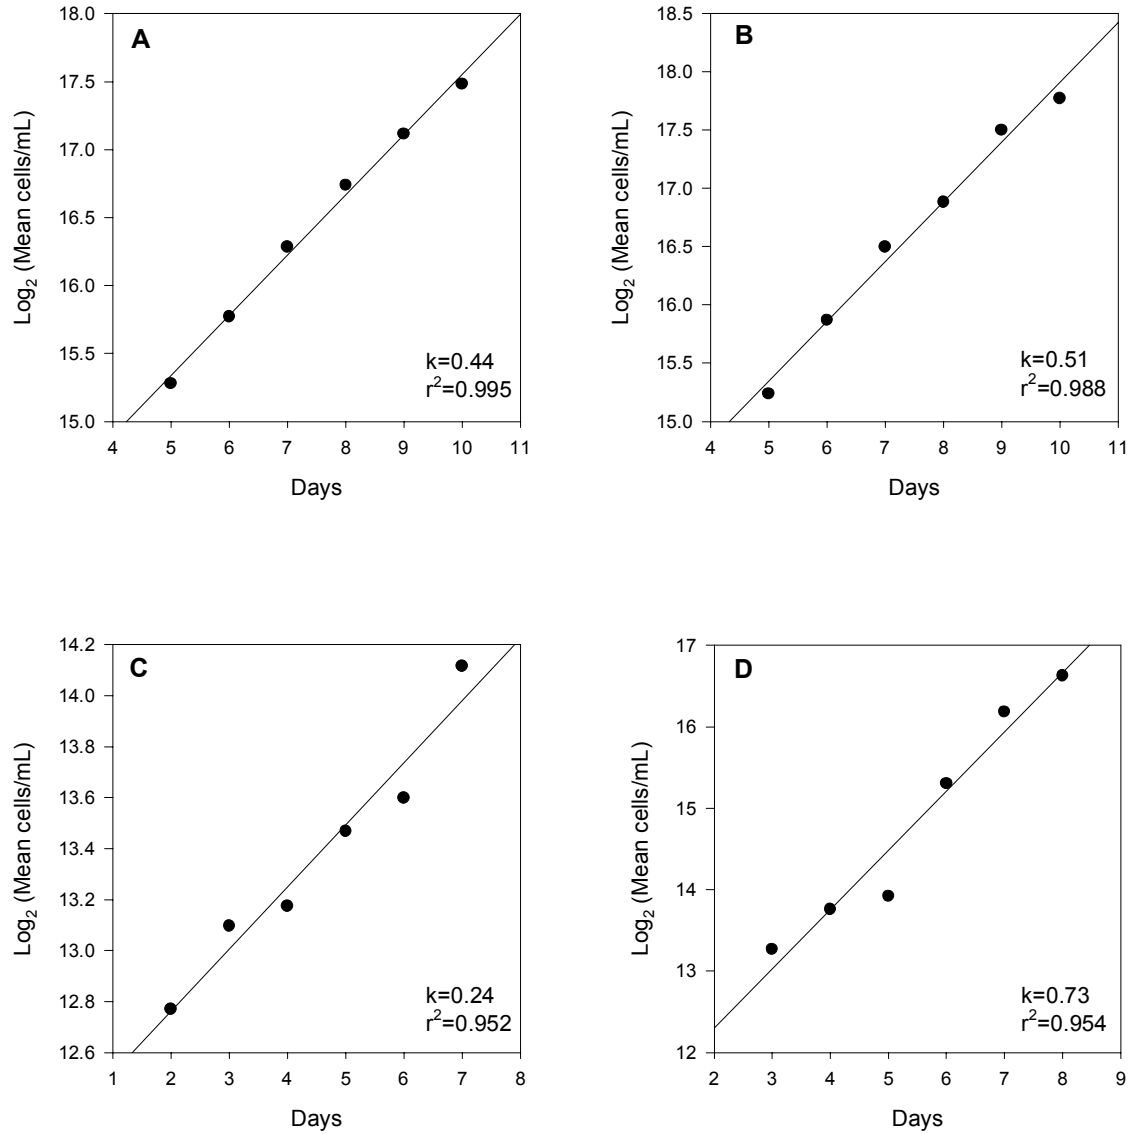 A
Log2 (Mean cells/mL)
18.0
17.5
17.0
16.5
16.0
15.5
15.0
k=0.44
r2=0.995
4 5 6 7 8 9 10 11
Days
B
Log2 (Mean cells/mL)
18.5
18.0
17.5
17.0
16.5
16.0
15.5
15.0
k=0.51
r2=0.988
4 5 6 7 8 9 10 11
Days
C
Log2 (Mean cells/mL)
14.2
14.0
13.8
13.6
13.4
13.2
13.0
12.8
12.6
k=0.24
r2=0.952
1 2 3 4 5 6 7 8
Days
D
Log2 (Mean cells/mL)
17
16
15
14
13
12
k=0.73
r2=0.954
2 3 4 5 6 7 8 9
Days